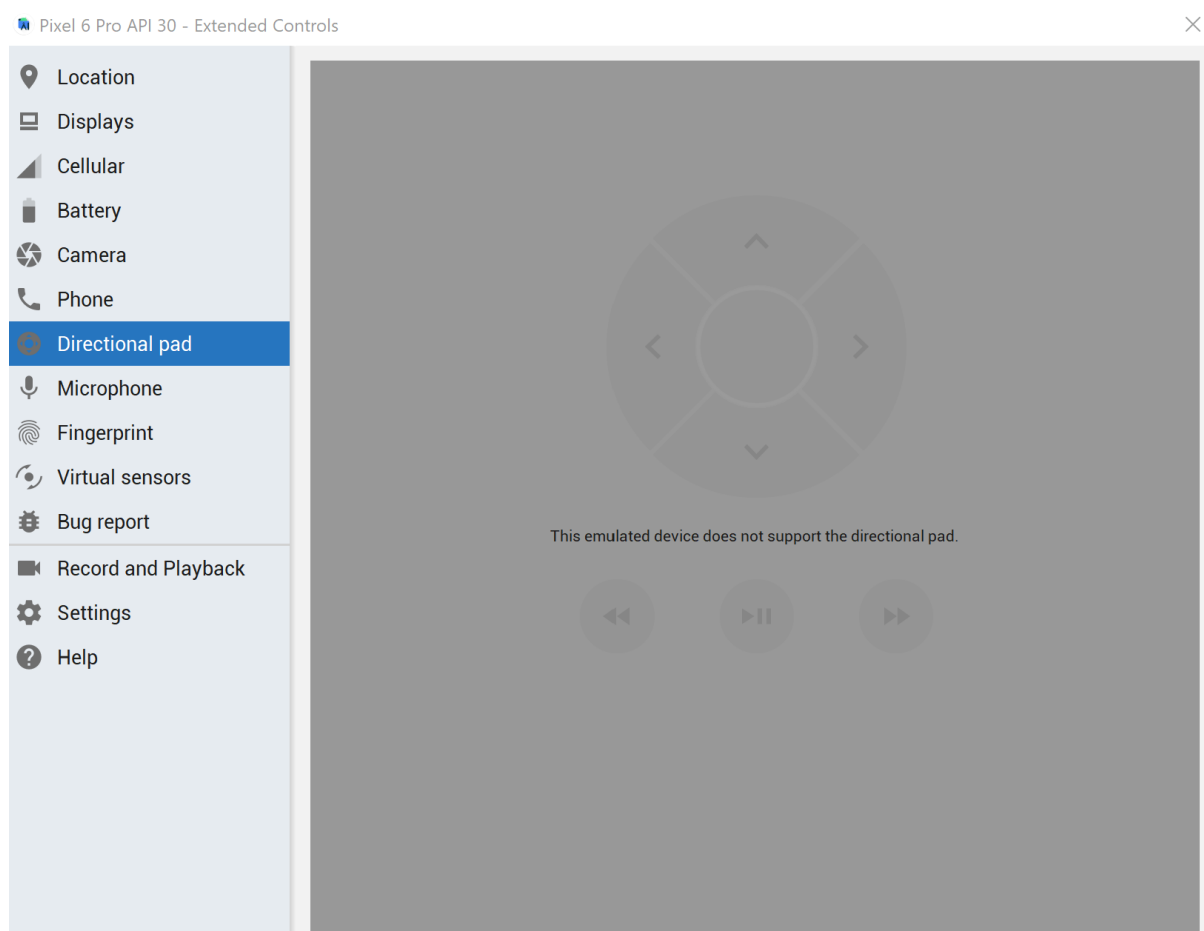 Pixel 6 Pro API 30 - Extended Controls
Location
Displays
Cellular
Battery
Camera
Phone
Directional pad
Microphone
Fingerprint
Virtual sensors
Bug report
Record and Playback
Settings
Help
This emulated device does not support the directional pad.